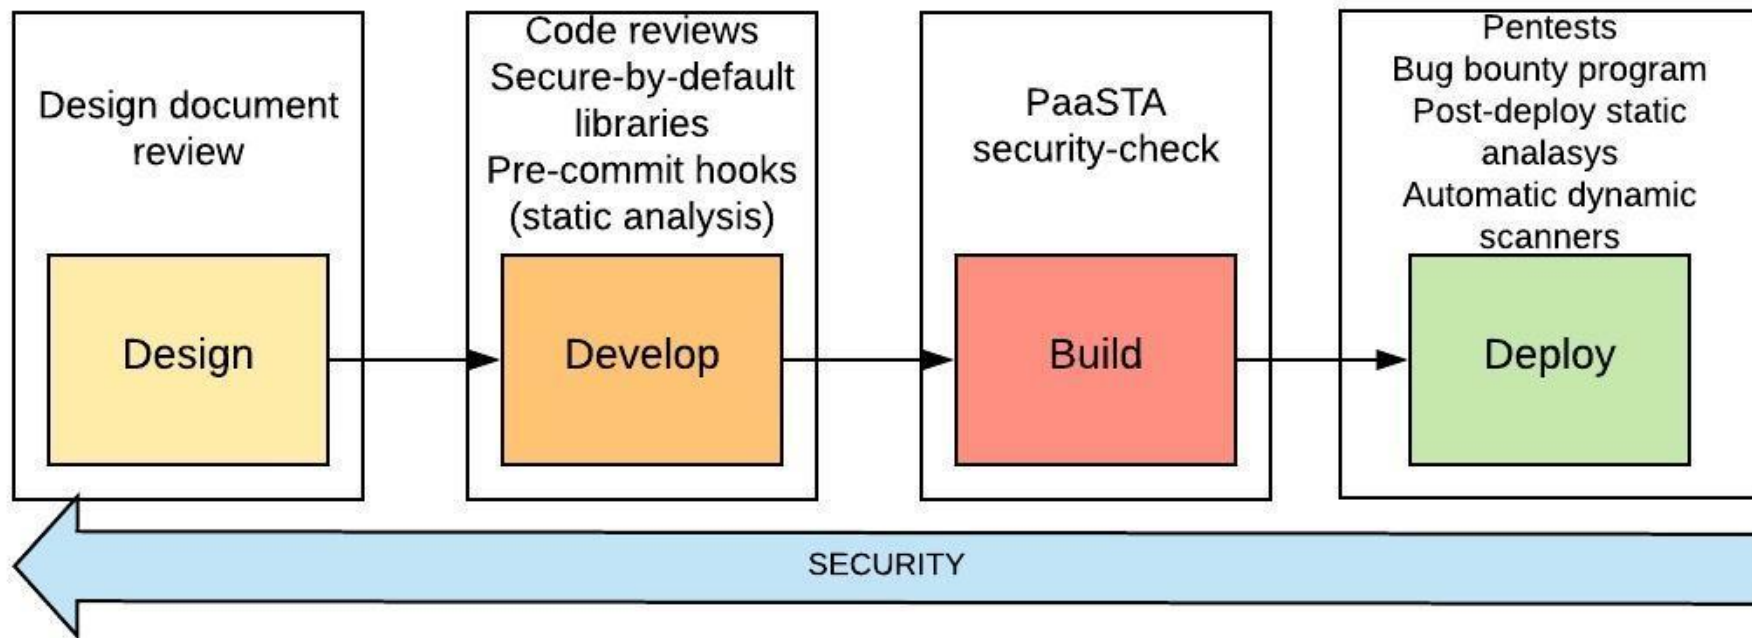 Design document
review
Design
Code reviews
Secure-by-default
libraries
Pre-commit hooks
(static analysis)
Develop
PaaSTA
security-check
Build
Pentests
Bug bounty program
Post-deploy static
analasys
Automatic dynamic
scanners
Deploy
SECURITY